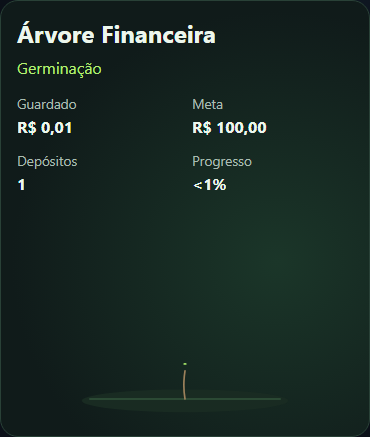 Árvore Financeira
Germinação
Guardado Meta
R$ 0,01 R$ 100,00
Depósitos Progresso
1 <1%